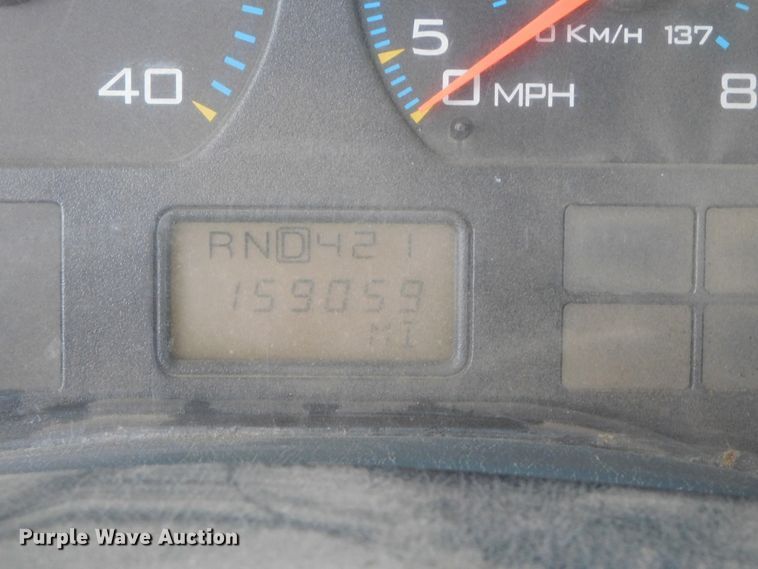 5 0 KM/H 137
40 0 MPH 8
RND421
159059
MI
Purple Wave Auction